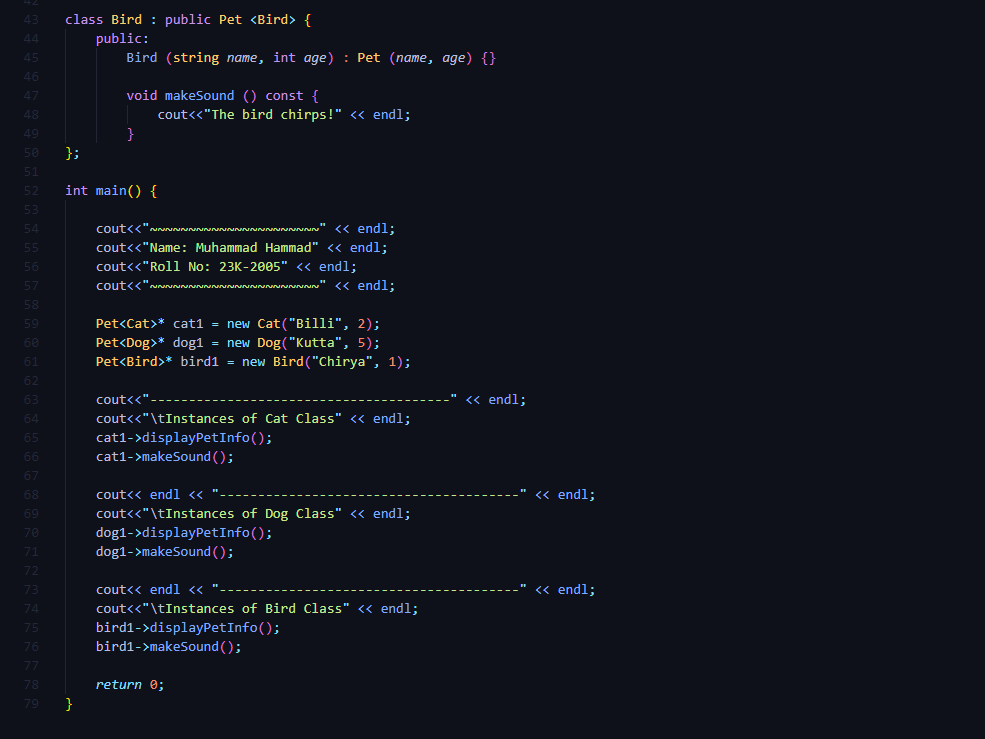 42
43 class Bird : public Pet <Bird> {
44 public:
45 Bird (string name, int age) : Pet (name, age) {}
46
47 void makeSound () const {
48 cout<<"The bird chirps!" << endl;
49 }
50 };
51
52 int main() {
53
54 cout<<"~~~~~~~~~~~~~~~~~~~~~~" << endl;
55 cout<<"Name: Muhammad Hammad" << endl;
56 cout<<"Roll No: 23K-2005" << endl;
57 cout<<"~~~~~~~~~~~~~~~~~~~~~~" << endl;
58
59 Pet<Cat>* cat1 = new Cat("Billi", 2);
60 Pet<Dog>* dog1 = new Dog("Kutta", 5);
61 Pet<Bird>* bird1 = new Bird("Chirya", 1);
62
63 cout<<"---------------------------------------" << endl;
64 cout<<"\tInstances of Cat Class" << endl;
65 cat1->displayPetInfo();
66 cat1->makeSound();
67
68 cout<< endl << "---------------------------------------" << endl;
69 cout<<"\tInstances of Dog Class" << endl;
70 dog1->displayPetInfo();
71 dog1->makeSound();
72
73 cout<< endl << "---------------------------------------" << endl;
74 cout<<"\tInstances of Bird Class" << endl;
75 bird1->displayPetInfo();
76 bird1->makeSound();
77
78 return 0;
79 }